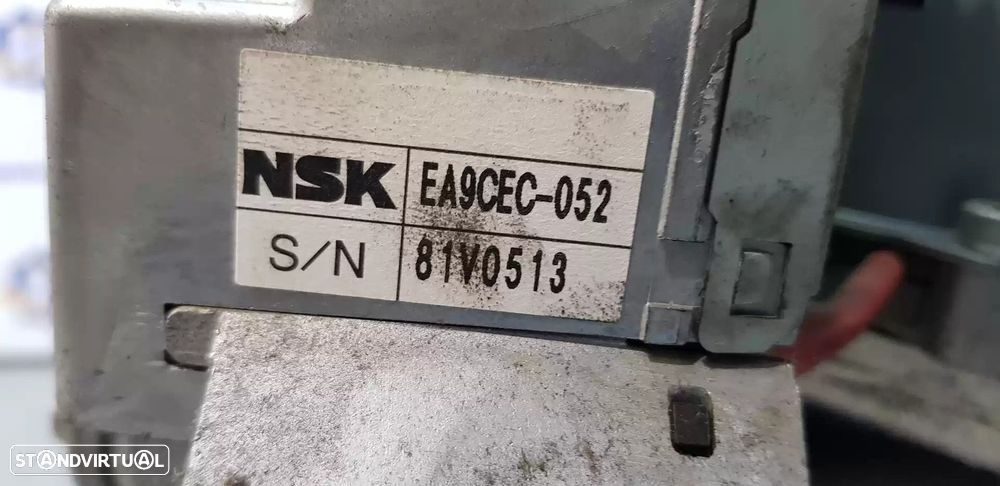 NSK EA9CEC-052
S/N 81V0513
STANDVIRTUAL